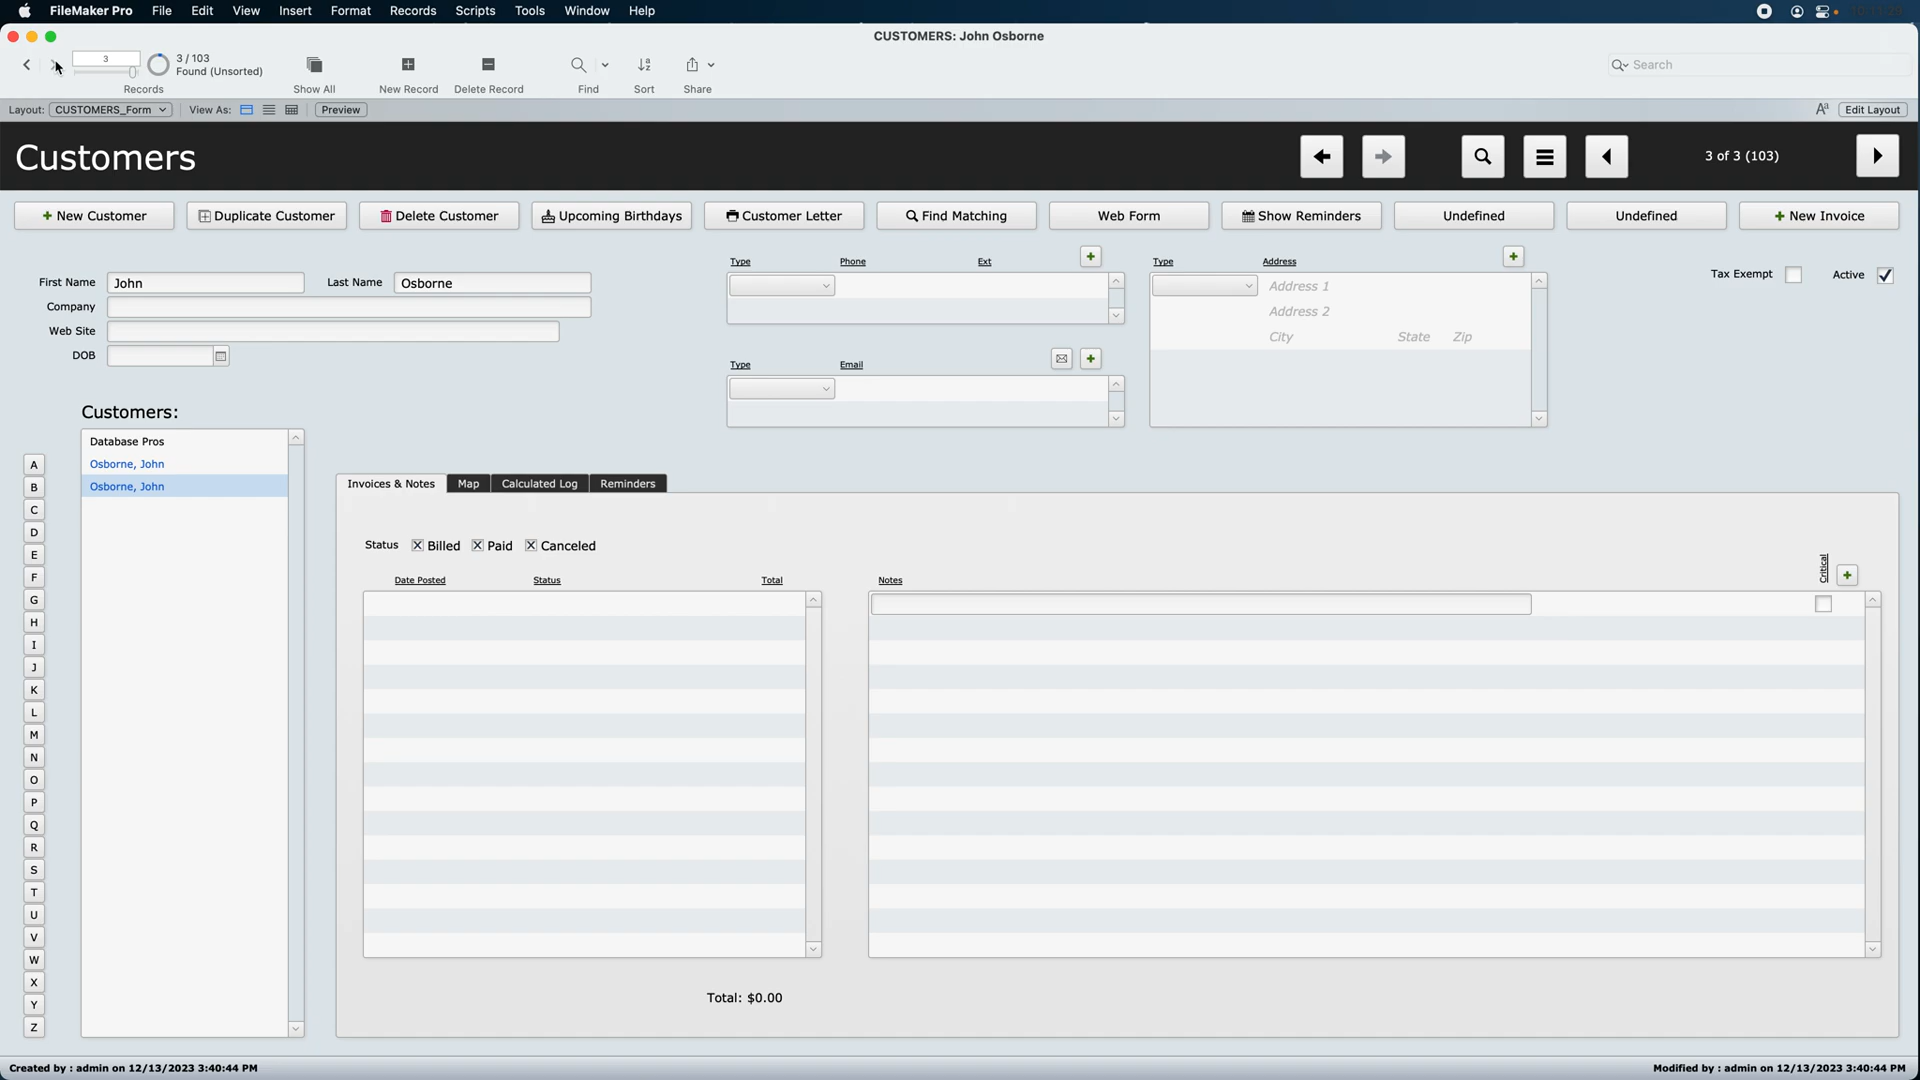 FileMaker Pro File Edit View Insert Format Records Scripts Tools Window Help
CUSTOMERS: John Osborne
3
3 / 103
Found (Unsorted)
Records
Show All
New Record
Delete Record
Find
Sort
Share
Search
Layout: CUSTOMERS_Form
View As:
Preview
Aa
Edit Layout
Customers
3 of 3 (103)
New Customer
Duplicate Customer
Delete Customer
Upcoming Birthdays
Customer Letter
Find Matching
Web Form
Show Reminders
Undefined
Undefined
New Invoice
First Name John
Last Name Osborne
Company
Web Site
DOB
Type Phone Ext
Type Email
Type Address
Address 1
Address 2
City State Zip
Tax Exempt
Active
Customers:
Database Pros
Osborne, John
Osborne, John
A
B
C
D
E
F
G
H
I
J
K
L
M
N
O
P
Q
R
S
T
U
V
W
X
Y
Z
Invoices & Notes
Map
Calculated Log
Reminders
Status Billed Paid Canceled
Date Posted Status Total
Notes
Critical
Total: $0.00
Created by : admin on 12/13/2023 3:40:44 PM
Modified by : admin on 12/13/2023 3:40:44 PM